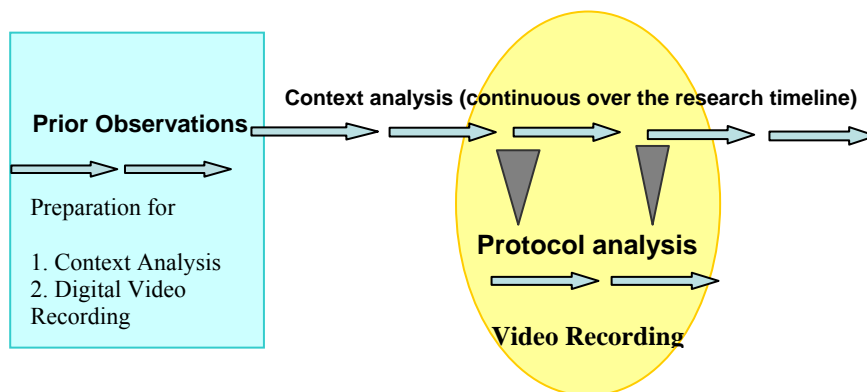 Prior Observations
Preparation for
1. Context Analysis
2. Digital Video
Recording
Context analysis (continuous over the research timeline)
Protocol analysis
Video Recording